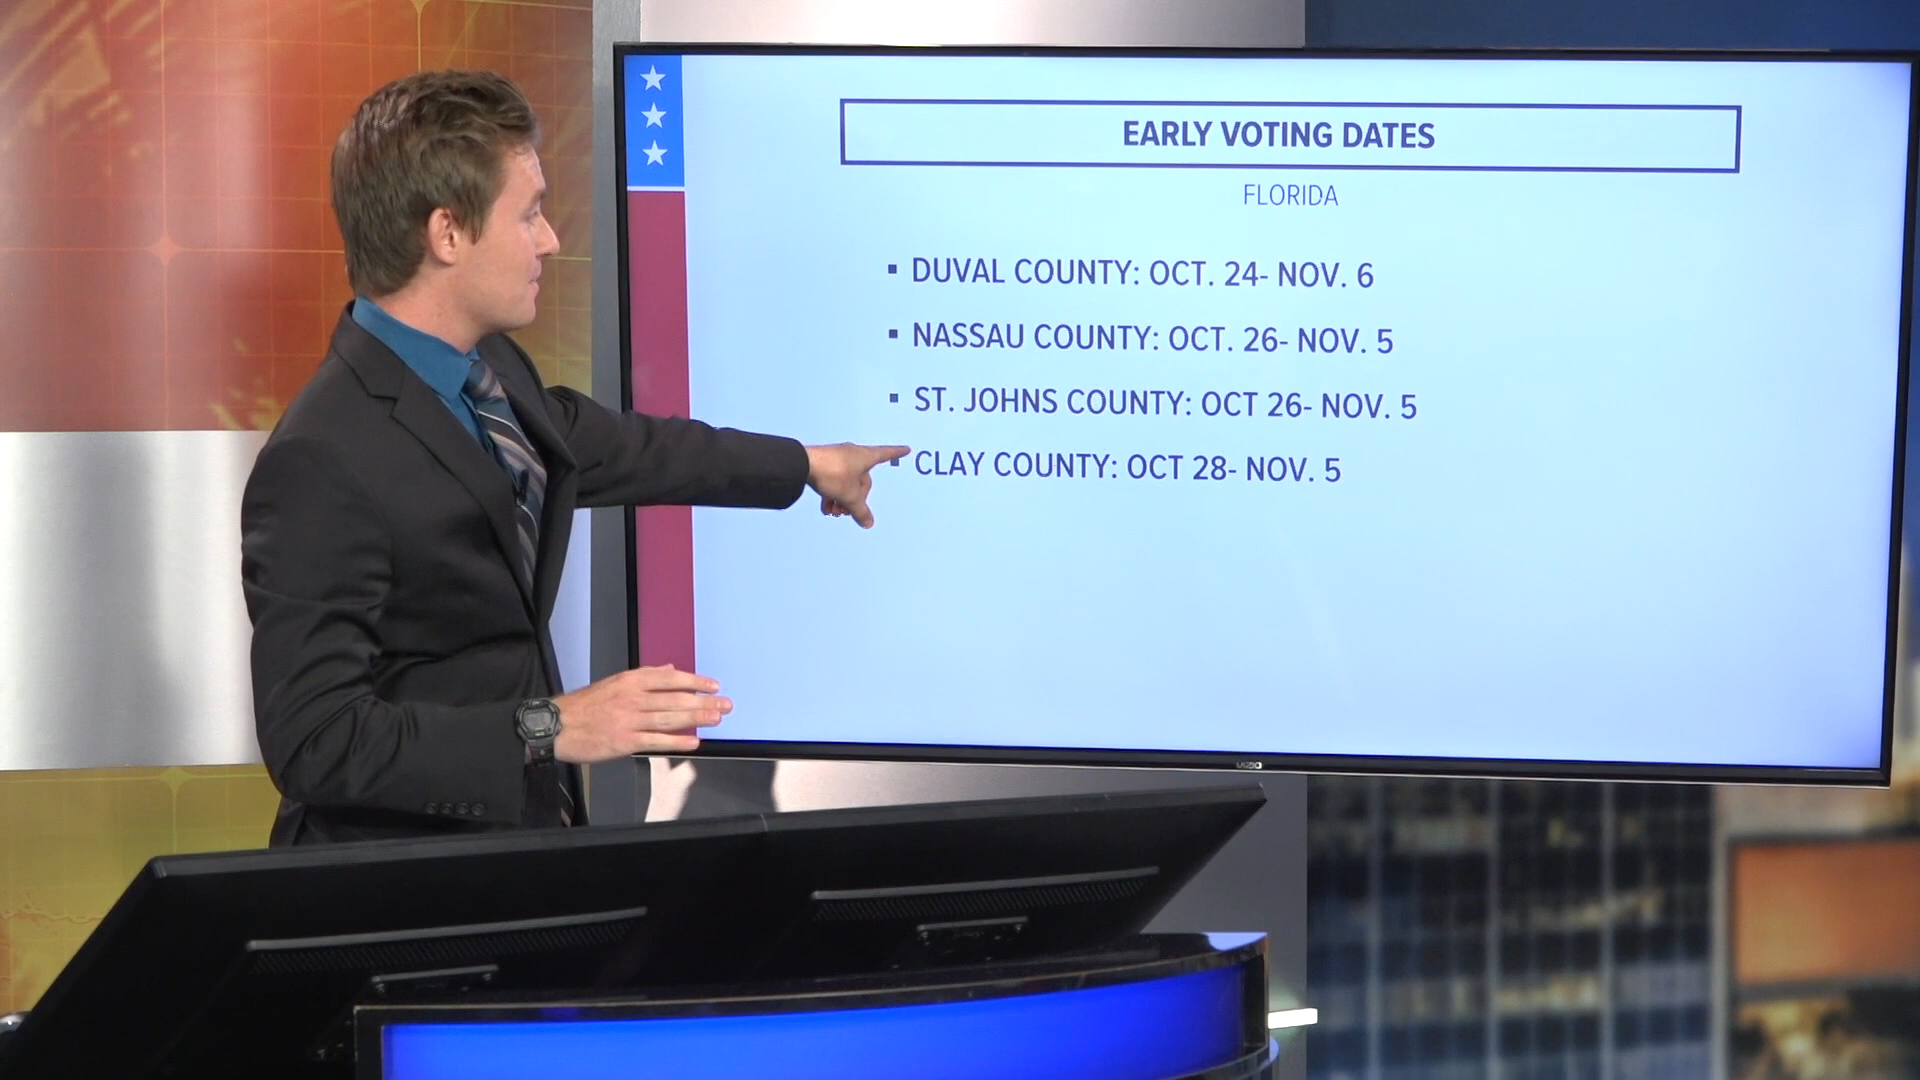 EARLY VOTING DATES
FLORIDA
▪ DUVAL COUNTY: OCT. 24- NOV. 6
▪ NASSAU COUNTY: OCT. 26- NOV. 5
▪ ST. JOHNS COUNTY: OCT 26- NOV. 5
▪ CLAY COUNTY: OCT 28- NOV. 5
VIZIO